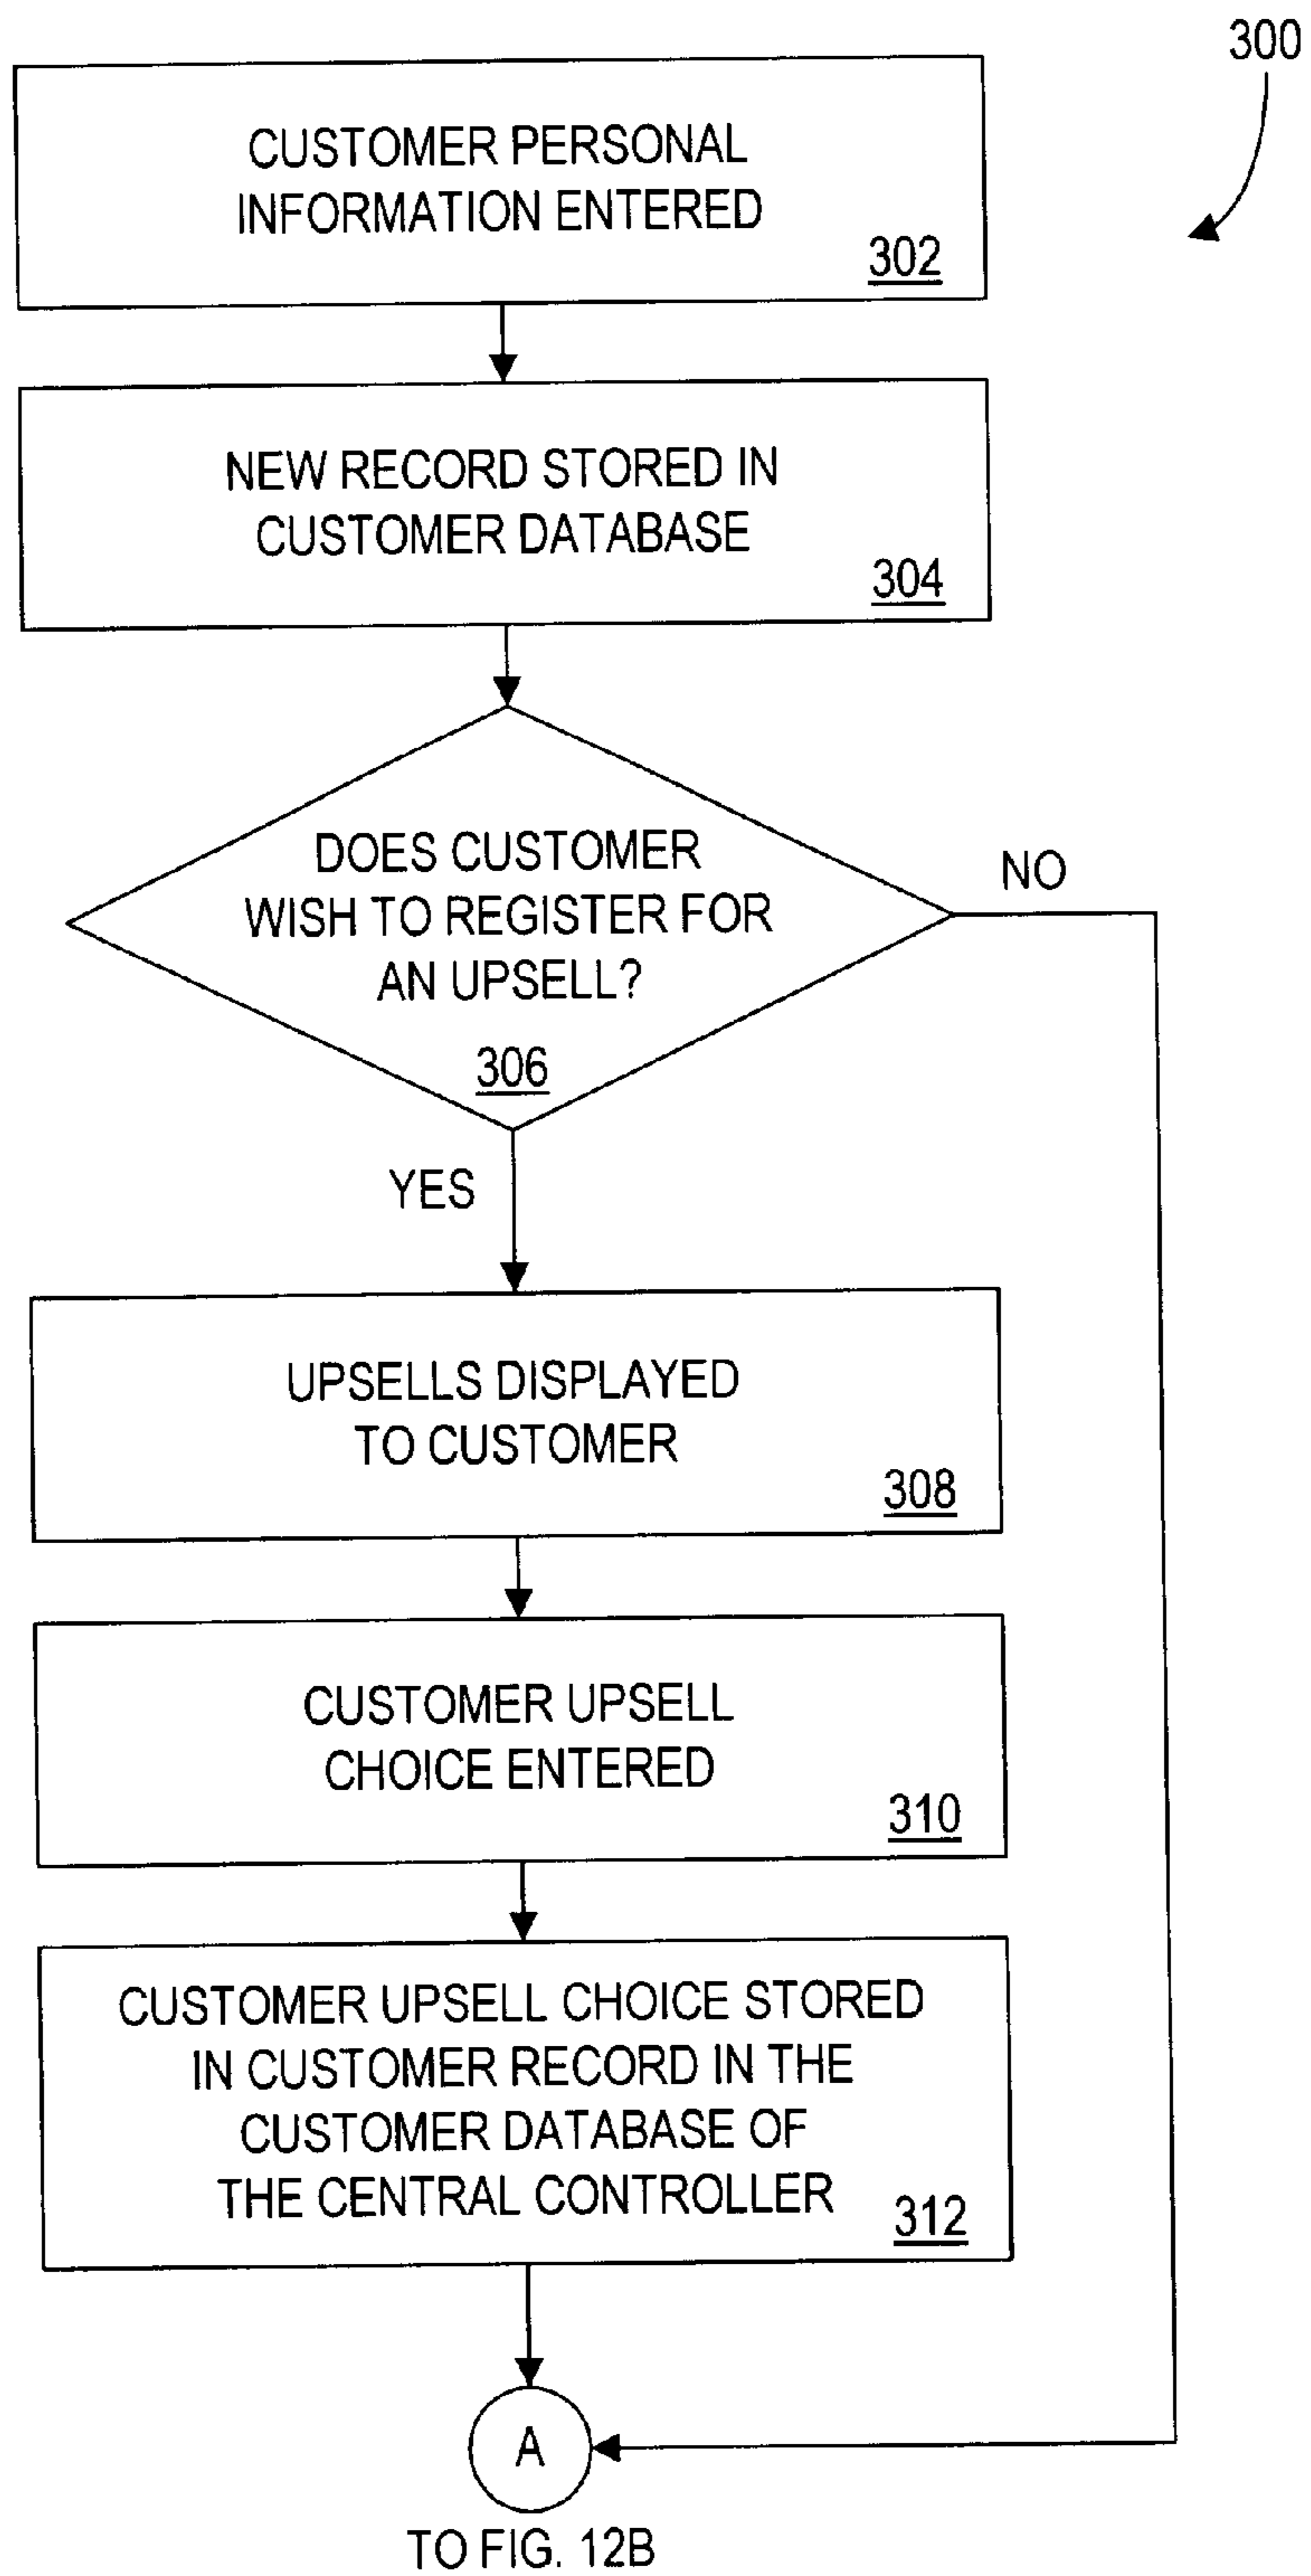 300
CUSTOMER PERSONAL
INFORMATION ENTERED
302
NEW RECORD STORED IN
CUSTOMER DATABASE
304
DOES CUSTOMER
WISH TO REGISTER FOR
AN UPSELL?
306
NO
YES
UPSELLS DISPLAYED
TO CUSTOMER
308
CUSTOMER UPSELL
CHOICE ENTERED
310
CUSTOMER UPSELL CHOICE STORED
IN CUSTOMER RECORD IN THE
CUSTOMER DATABASE OF
THE CENTRAL CONTROLLER
312
A
TO FIG. 12B